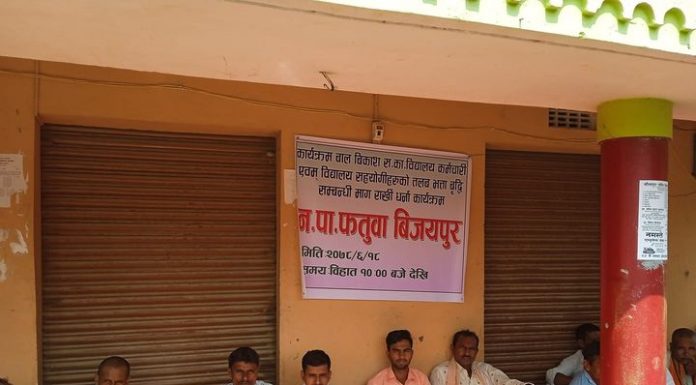 कार्यक्रम वाल विकाश स.का.विद्यालय कर्मचारी
एवम् विद्यालय सहयोगीहरुको तलब भत्ता बृद्धि
सम्बन्धी माग राखी धर्ना कार्यक्रम
न.पा.फतुवा बिजयपुर
मिति:२०७८/६/१८
समय विहात १०:०० बजे देखि
नमस्ते